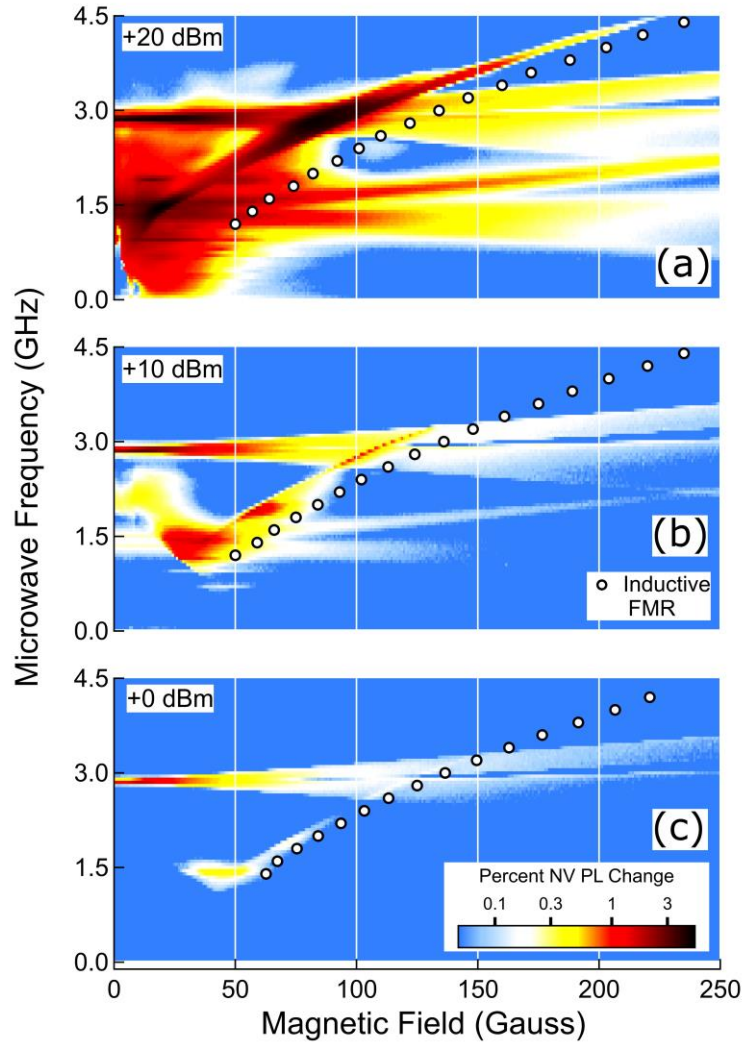 Microwave Frequency (GHz)
4.5
+20 dBm
3.0
1.5
(a)
0.0
4.5
+10 dBm
3.0
1.5
(b)
Inductive
FMR
0.0
4.5
+0 dBm
3.0
(c)
1.5
Percent NV PL Change
0.1 0.3 1 3
0.0
0 50 100 150 200 250
Magnetic Field (Gauss)